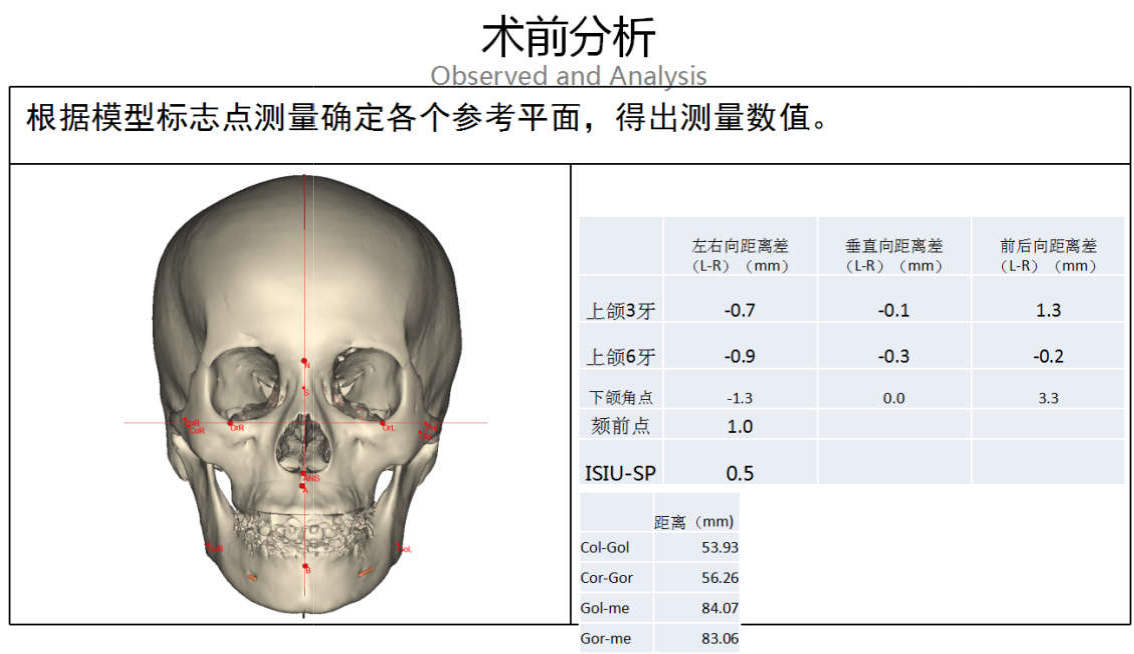 术前分析
Observed and Analysis
根据模型标志点测量确定各个参考平面，得出测量数值。
左右向距离差 垂直向距离差 前后向距离差
（L-R）（mm） （L-R）（mm） （L-R）（mm）
上颌3牙 -0.7 -0.1 1.3
上颌6牙 -0.9 -0.3 -0.2
下颌角点 -1.3 0.0 3.3
颏前点 1.0
ISIU-SP 0.5
距离（mm)
Col-Gol 53.93
Cor-Gor 56.26
Gol-me 84.07
Gor-me 83.06
N
S
CoR
OrR
OrL
ANS
A
GoL
B